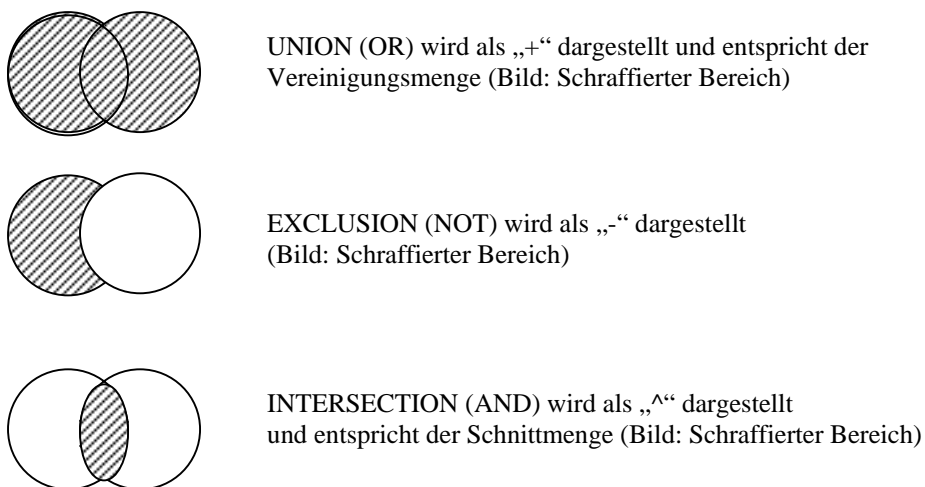 UNION (OR) wird als „+“ dargestellt und entspricht der
Vereinigungsmenge (Bild: Schraffierter Bereich)
EXCLUSION (NOT) wird als „-“ dargestellt
(Bild: Schraffierter Bereich)
INTERSECTION (AND) wird als „^“ dargestellt
und entspricht der Schnittmenge (Bild: Schraffierter Bereich)